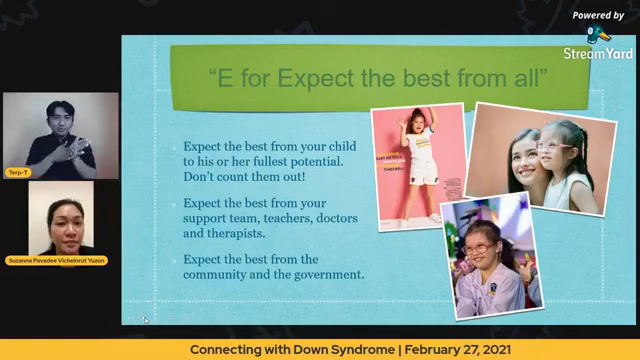 Powered by
StreamYard
“E for Expect the best from all”
Expect the best from your child
to his or her fullest potential.
Don’t count them out!
Expect the best from your
support team, teachers, doctors
and therapists.
Expect the best from the
community and the government.
Terp-T
Suzanna Pavadee Vicheinrut Yuzon
Connecting with Down Syndrome | February 27, 2021